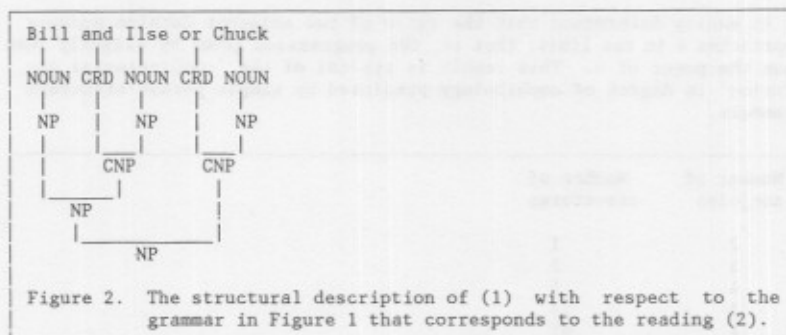 Bill and Ilse or Chuck
NOUN CRD NOUN CRD NOUN
NP NP NP
CNP CNP
NP
NP
Figure 2. The structural description of (1) with respect to the
grammar in Figure 1 that corresponds to the reading (2).